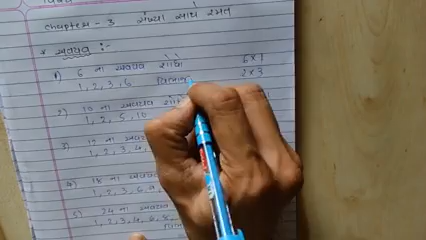 Chapter - 3 સંખ્યા સાથે રમત
* અવયવ :-
1) 6 ના અવયવ શોધો 6 x 1
1, 2, 3, 6 2 x 3
2) 10 ના અવયવ
1, 2, 5, 10
3) 12 ના
1, 2, 3, 4,
4) 18 ના અવયવ
1, 2, 3, 6, 9,
5) 24 ના અવયવ
1, 2, 3, 4, 6, 8,